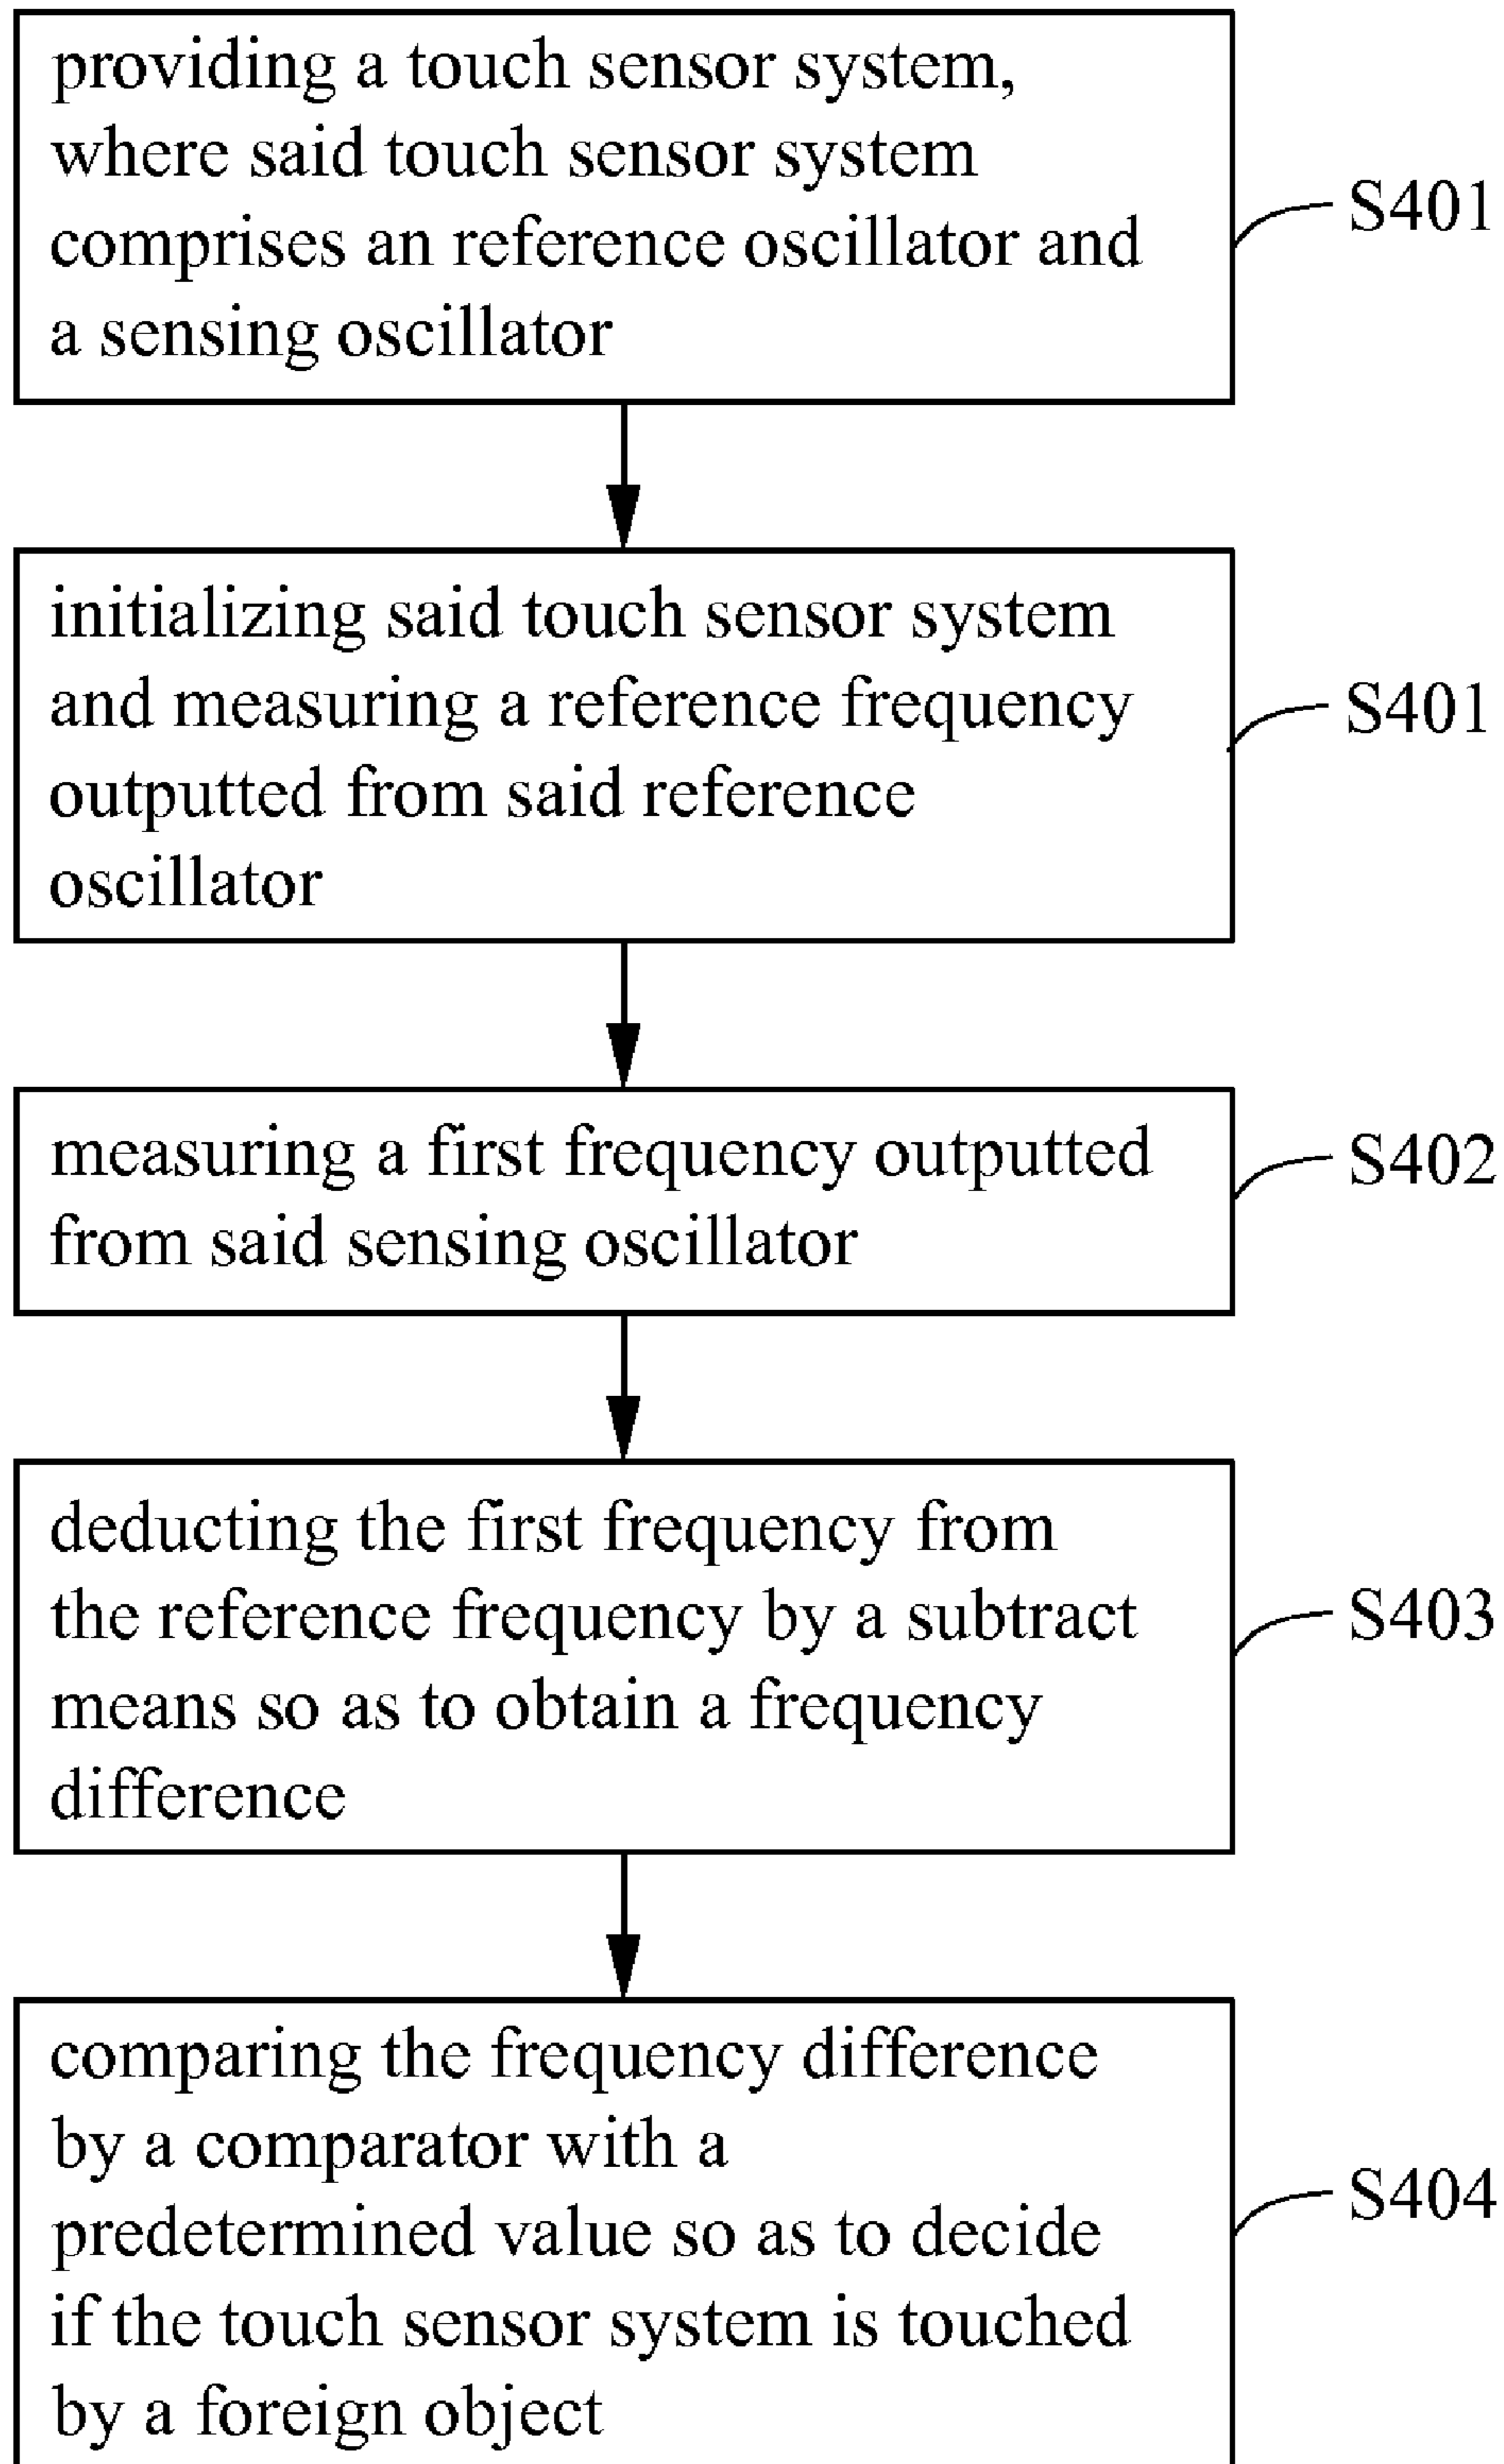 providing a touch sensor system,
where said touch sensor system
comprises an reference oscillator and
a sensing oscillator
S401
initializing said touch sensor system
and measuring a reference frequency
outputted from said reference
oscillator
S401
measuring a first frequency outputted
from said sensing oscillator
S402
deducting the first frequency from
the reference frequency by a subtract
means so as to obtain a frequency
difference
S403
comparing the frequency difference
by a comparator with a
predetermined value so as to decide
if the touch sensor system is touched
by a foreign object
S404